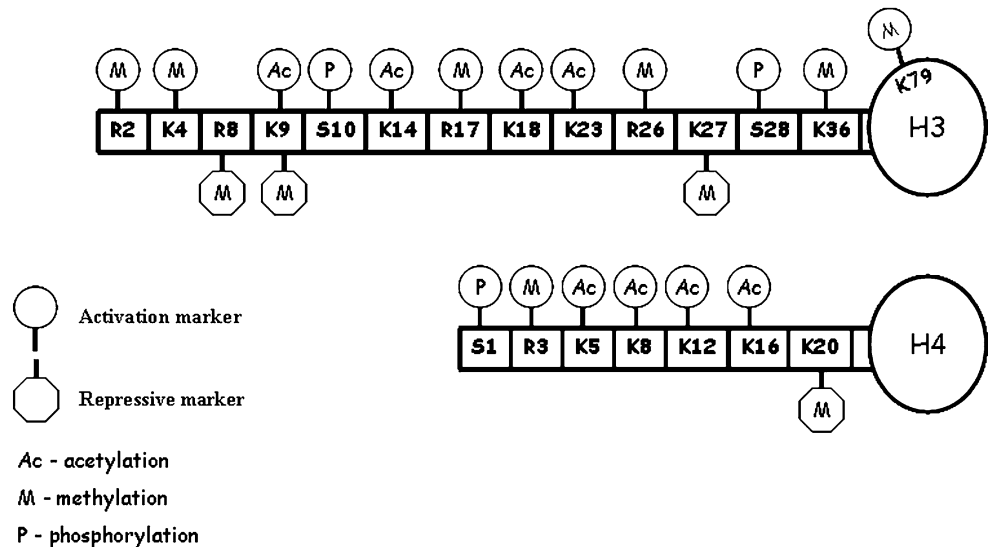 M
M M Ac P Ac M Ac Ac M P M
K79
R2 K4 R8 K9 S10 K14 R17 K18 K23 R26 K27 S28 K36 H3
M M M
P M Ac Ac Ac Ac
S1 R3 K5 K8 K12 K16 K20 H4
M
Activation marker
Repressive marker
Ac - acetylation
M - methylation
P - phosphorylation